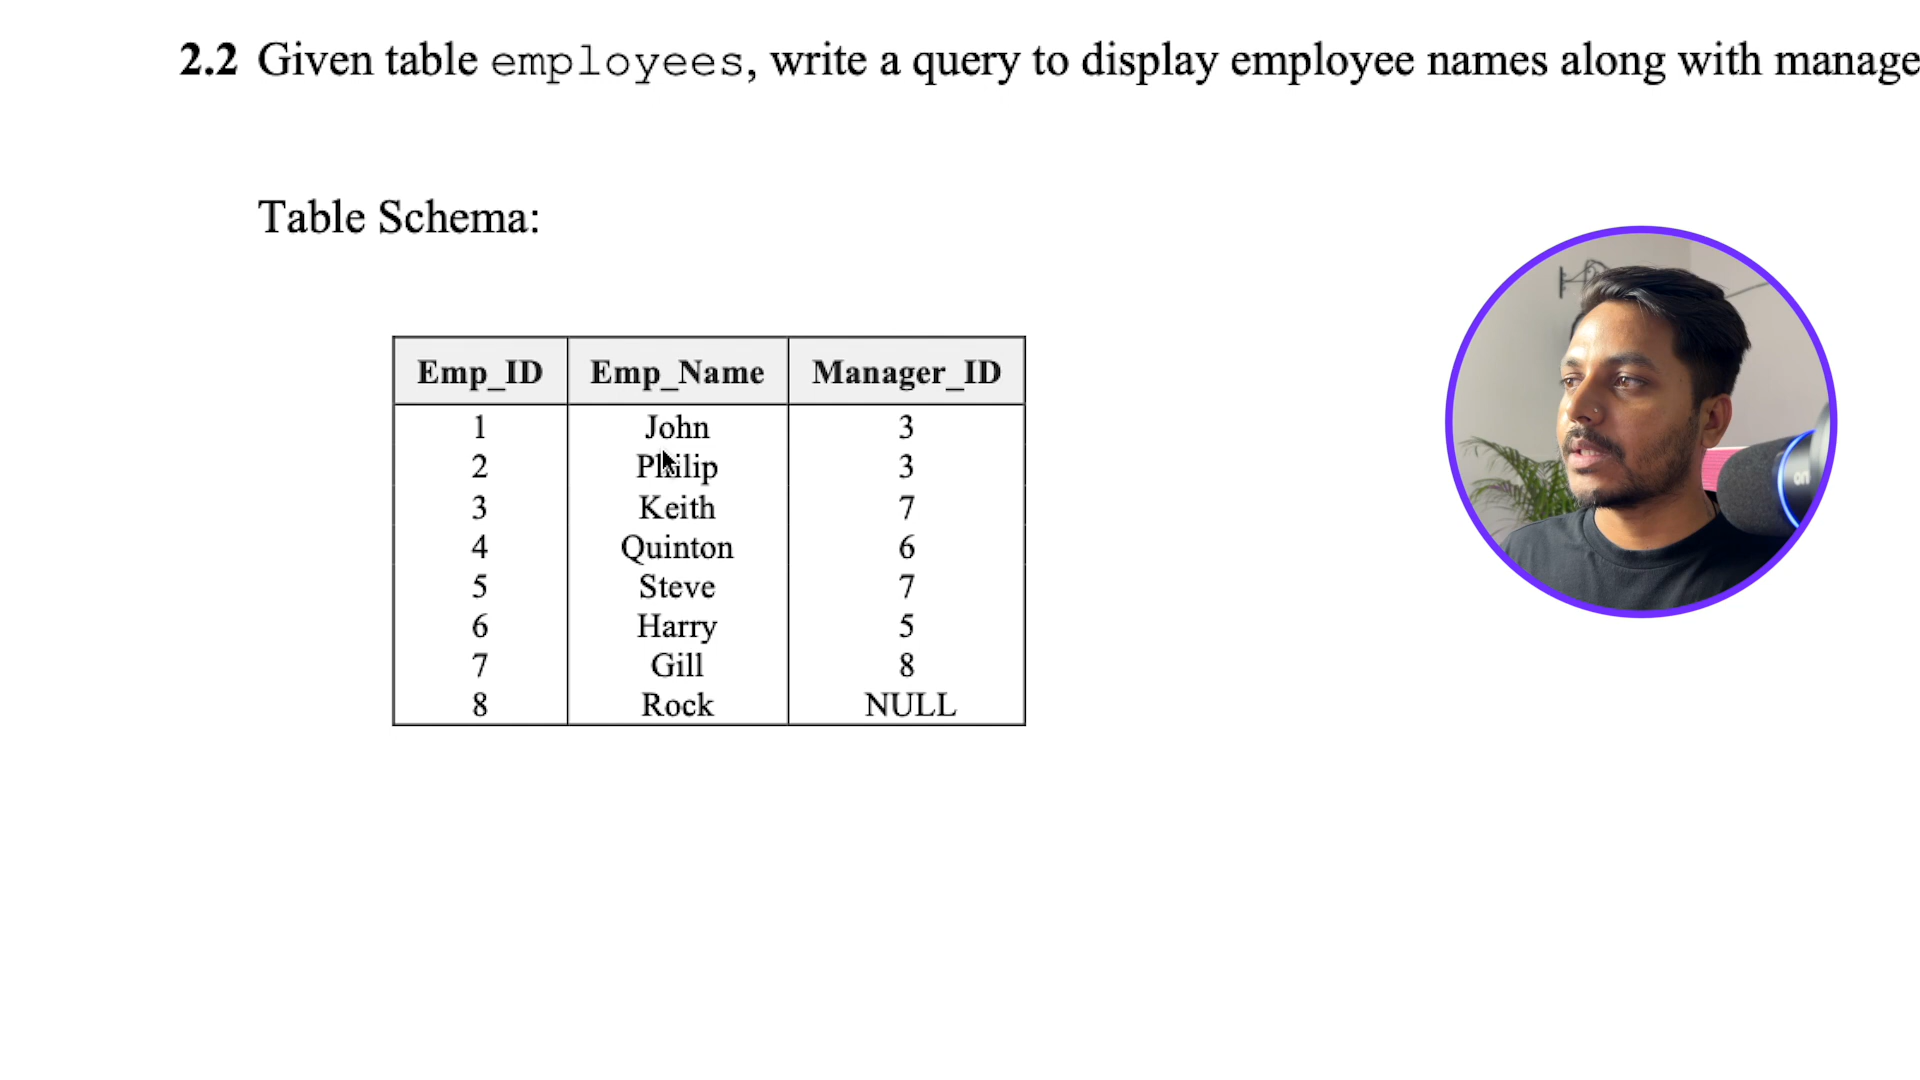 2.2 Given table employees, write a query to display employee names along with manage
Table Schema:
Emp_ID Emp_Name Manager_ID
1 John 3
2 Philip 3
3 Keith 7
4 Quinton 6
5 Steve 7
6 Harry 5
7 Gill 8
8 Rock NULL